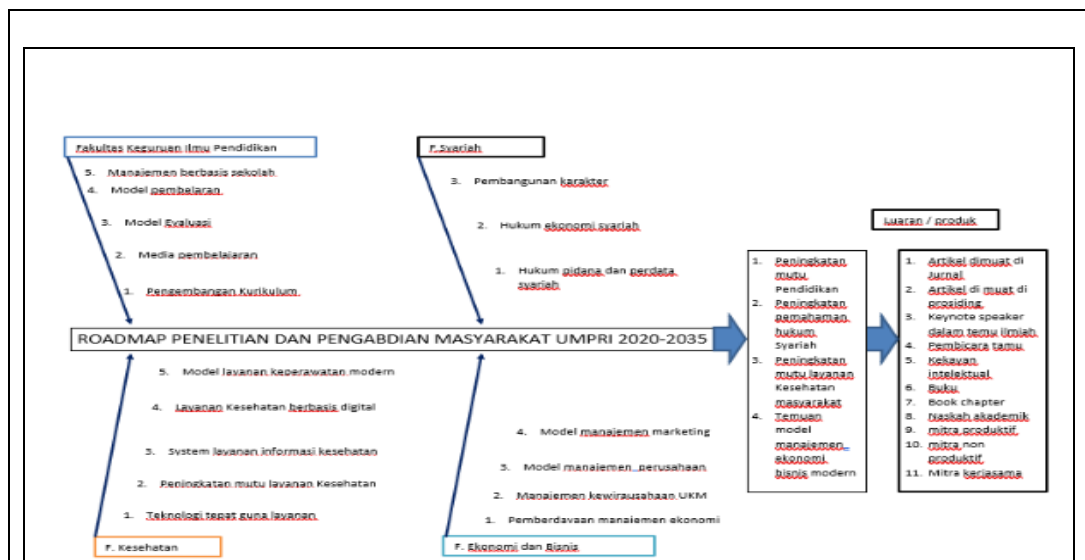 Fakultas Keguruan Ilmu Pendidikan
5. Manajemen berbasis sekolah
4. Model pembelaran
3. Model Evaluasi
2. Media pembelajaran
1. Pengembangan Kurikulum
F.Syariah
3. Pembangunan karakter
2. Hukum ekonomi syariah
1. Hukum pidana dan perdata
syariah
ROADMAP PENELITIAN DAN PENGABDIAN MASYARAKAT UMPRI 2020-2035
5. Model layanan keperawatan modern
4. Layanan Kesehatan berbasis digital
3. System layanan informasi kesehatan
2. Peningkatan mutu layanan Kesehatan
1. Teknologi tepat guna layanan
F. Kesehatan
4. Model manajemen marketing
3. Model manajemen perusahaan
2. Manajemen kewirausahaan UKM
1. Pemberdayaan manajemen ekonomi
F. Ekonomi dan Bisnis
1. Peningkatan
mutu
Pendidikan
2. Peningkatan
pemahaman
hukum
Syariah
3. Peningkatan
mutu layanan
Kesehatan
masyarakat
4. Temuan
model
manajemen
ekonomi
bisnis modern
Luaran / produk
1. Artikel dimuat di
Jurnal
2. Artikel di muat di
prosiding
3. Keynote speaker
dalam temu ilmiah
4. Pembicara tamu
5. Kekayan
intelektual
6. Buku
7. Book chapter
8. Naskah akademik
9. mitra produktif
10. mitra non
produktif
11. Mitra kerjasama